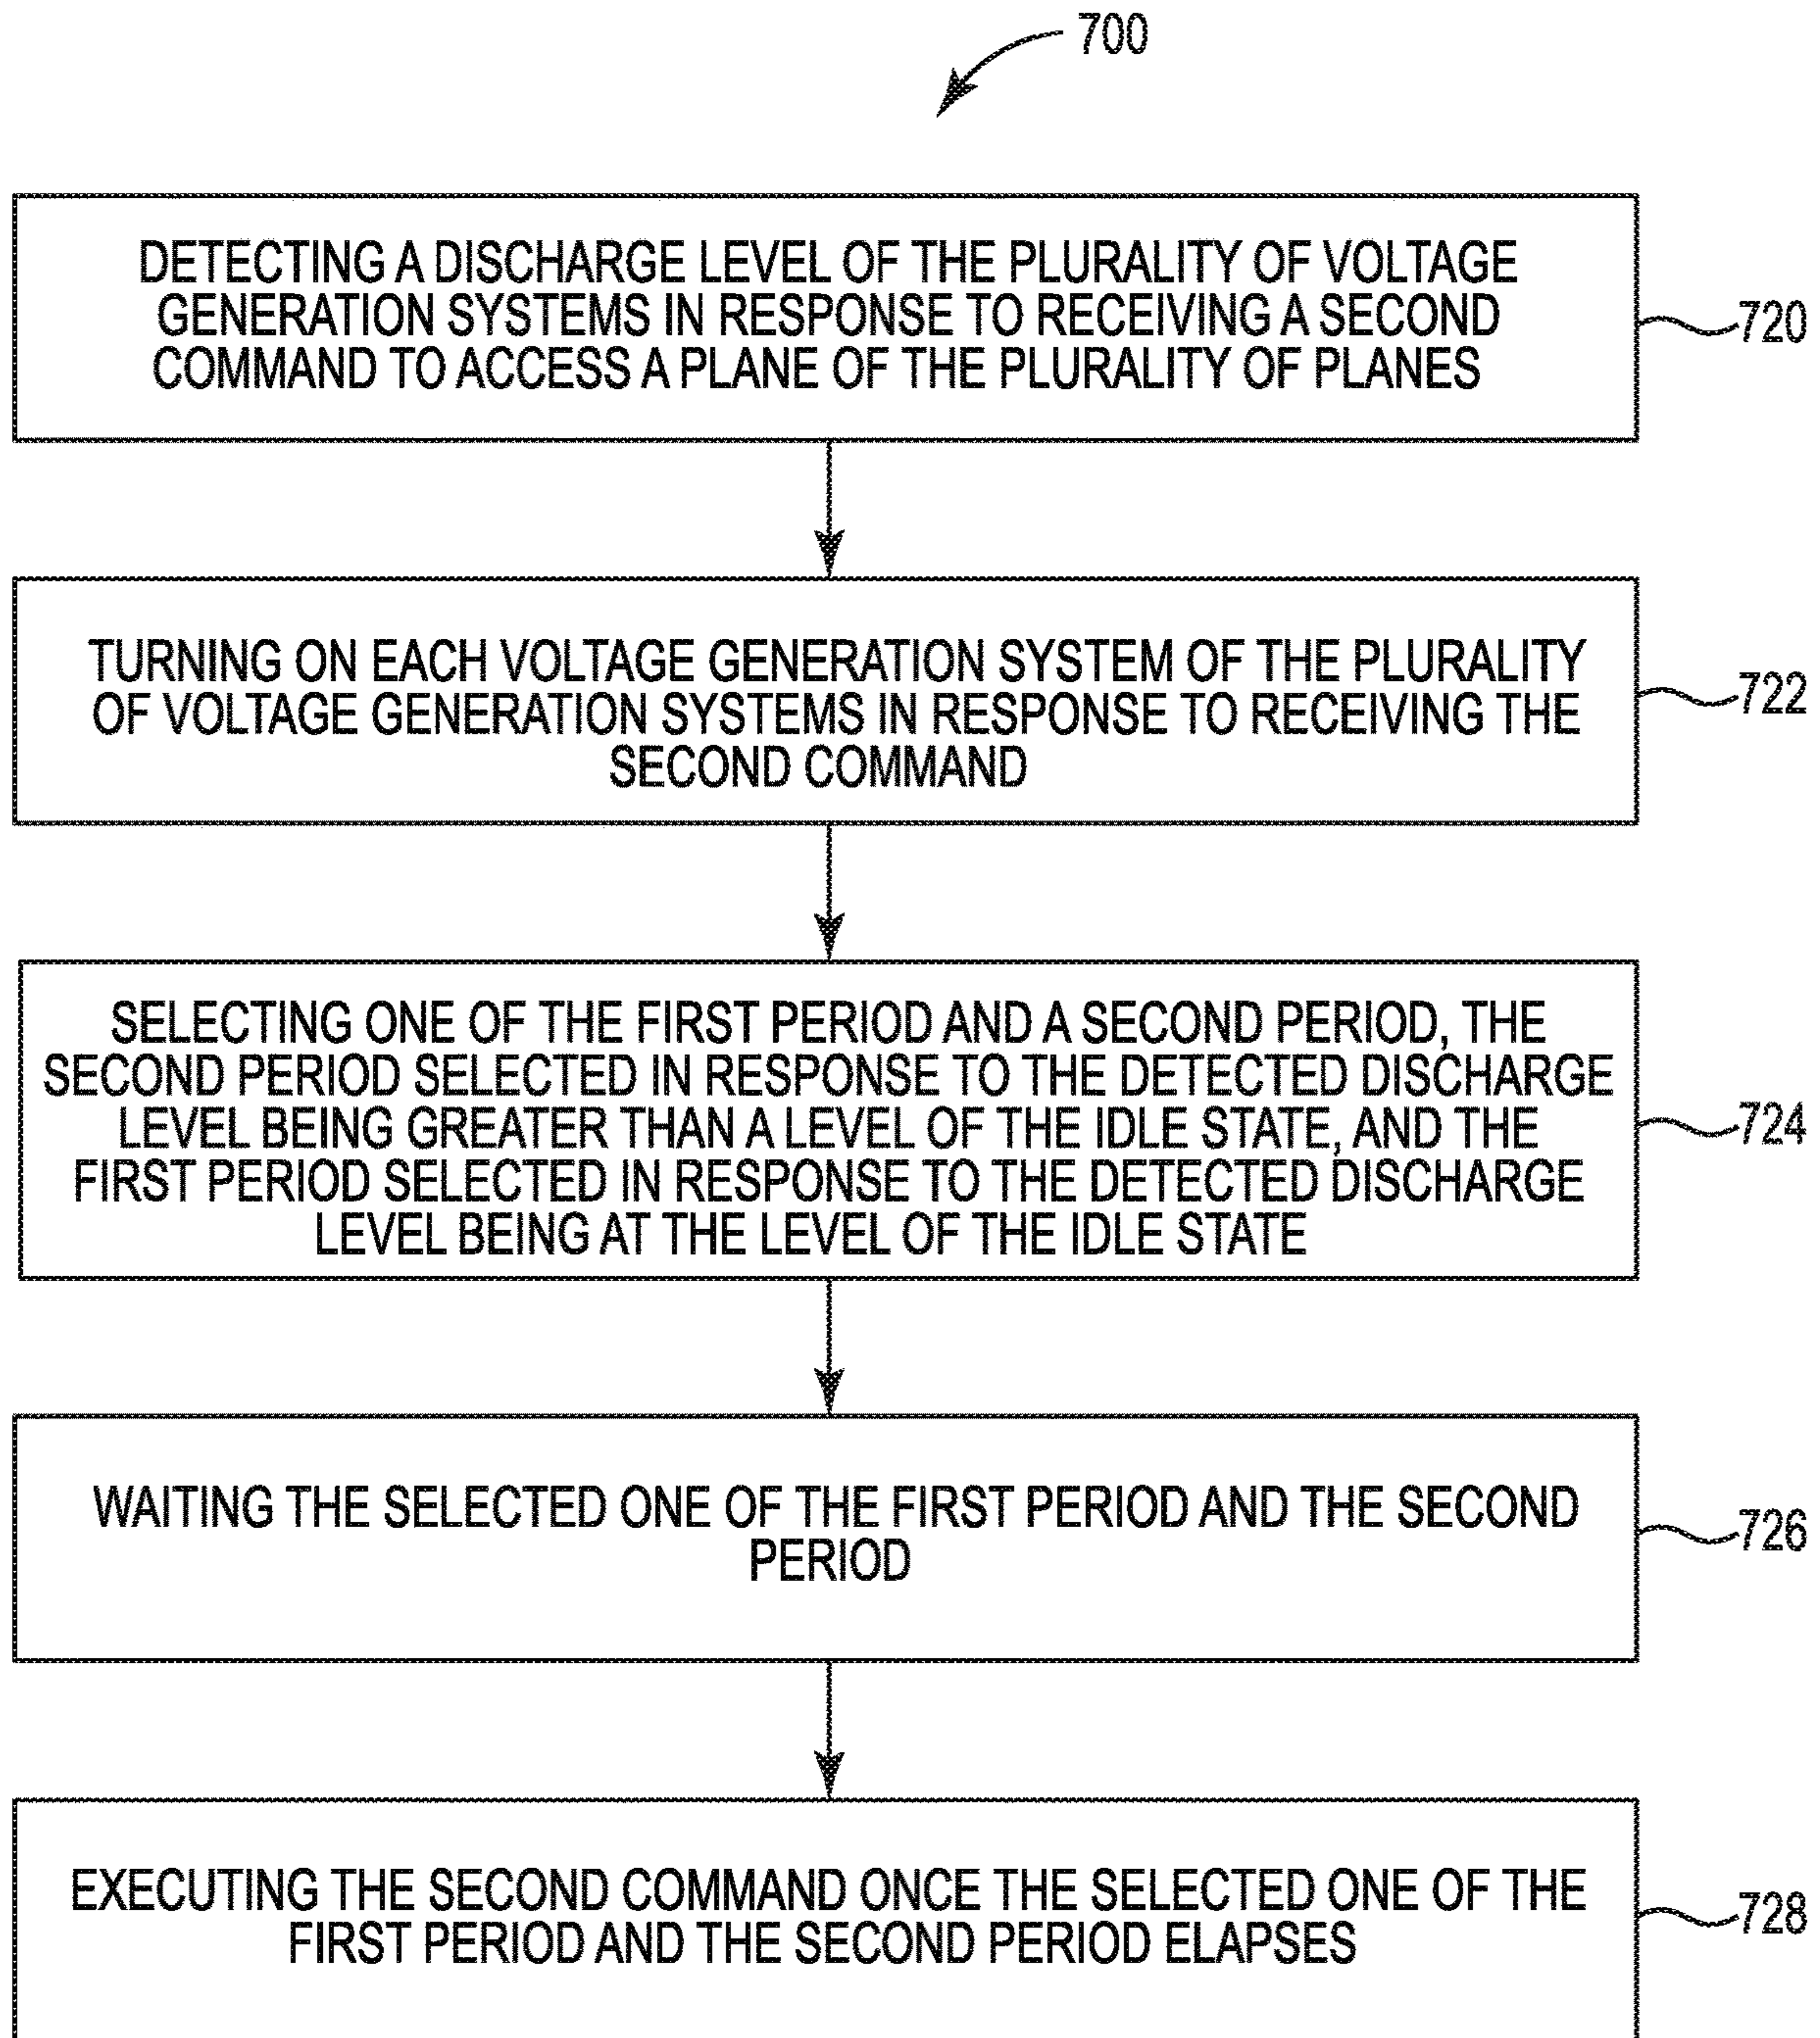 700
DETECTING A DISCHARGE LEVEL OF THE PLURALITY OF VOLTAGE
GENERATION SYSTEMS IN RESPONSE TO RECEIVING A SECOND
COMMAND TO ACCESS A PLANE OF THE PLURALITY OF PLANES
720
TURNING ON EACH VOLTAGE GENERATION SYSTEM OF THE PLURALITY
OF VOLTAGE GENERATION SYSTEMS IN RESPONSE TO RECEIVING THE
SECOND COMMAND
722
SELECTING ONE OF THE FIRST PERIOD AND A SECOND PERIOD, THE
SECOND PERIOD SELECTED IN RESPONSE TO THE DETECTED DISCHARGE
LEVEL BEING GREATER THAN A LEVEL OF THE IDLE STATE, AND THE
FIRST PERIOD SELECTED IN RESPONSE TO THE DETECTED DISCHARGE
LEVEL BEING AT THE LEVEL OF THE IDLE STATE
724
WAITING THE SELECTED ONE OF THE FIRST PERIOD AND THE SECOND
PERIOD
726
EXECUTING THE SECOND COMMAND ONCE THE SELECTED ONE OF THE
FIRST PERIOD AND THE SECOND PERIOD ELAPSES
728